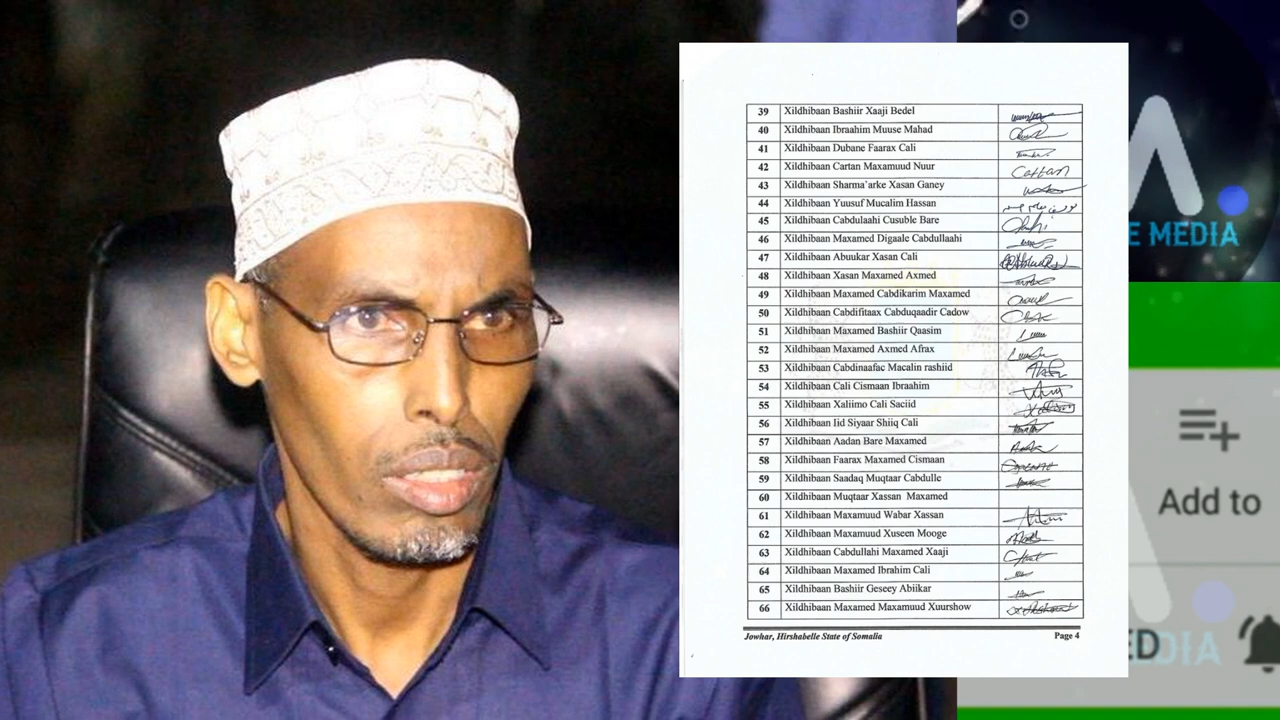 39 Xildhibaan Bashiir Xaaji Bedel
40 Xildhibaan Ibraahim Muuse Mahad
41 Xildhibaan Dubane Faarax Cali
42 Xildhibaan Cartan Maxamuud Nuur
43 Xildhibaan Sharma'arke Xasan Ganey
44 Xildhibaan Yuusuf Mucalim Hassan
45 Xildhibaan Cabdulaahi Cusuble Bare
46 Xildhibaan Maxamed Digaale Cabdullaahi
47 Xildhibaan Abuukar Xasan Cali
48 Xildhibaan Xasan Maxamed Axmed
49 Xildhibaan Maxamed Cabdikarim Maxamed
50 Xildhibaan Cabdifitaax Cabduqaadir Cadow
51 Xildhibaan Maxamed Bashiir Qaasim
52 Xildhibaan Maxamed Axmed Afrax
53 Xildhibaan Cabdinaafac Macalin rashiid
54 Xildhibaan Cali Cismaan Ibraahim
55 Xildhibaan Xaliimo Cali Saciid
56 Xildhibaan Iid Siyaar Shiiq Cali
57 Xildhibaan Aadan Bare Maxamed
58 Xildhibaan Faarax Maxamed Cismaan
59 Xildhibaan Saadaq Muqtaar Cabdulle
60 Xildhibaan Muqtaar Xassan Maxamed
61 Xildhibaan Maxamuud Wabar Xassan
62 Xildhibaan Maxamuud Xuseen Mooge
63 Xildhibaan Cabdullahi Maxamed Xaaji
64 Xildhibaan Maxamed Ibrahim Cali
65 Xildhibaan Bashiir Geseey Abiikar
66 Xildhibaan Maxamed Maxamuud Xuurshow
Jowhar, Hirshabelle State of Somalia Page 4
E MEDIA
Add to
ED
DIA